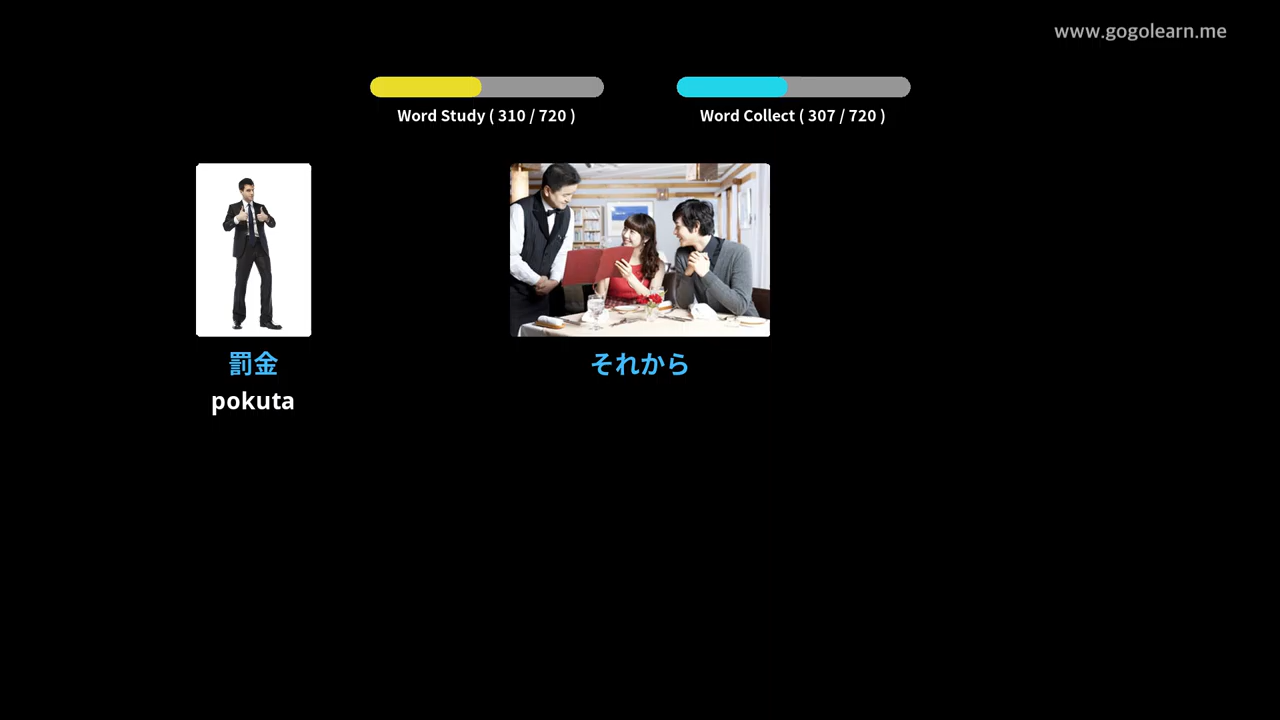 www.gogolearn.me
Word Study ( 310 / 720 )
Word Collect ( 307 / 720 )
罰金
pokuta
それから